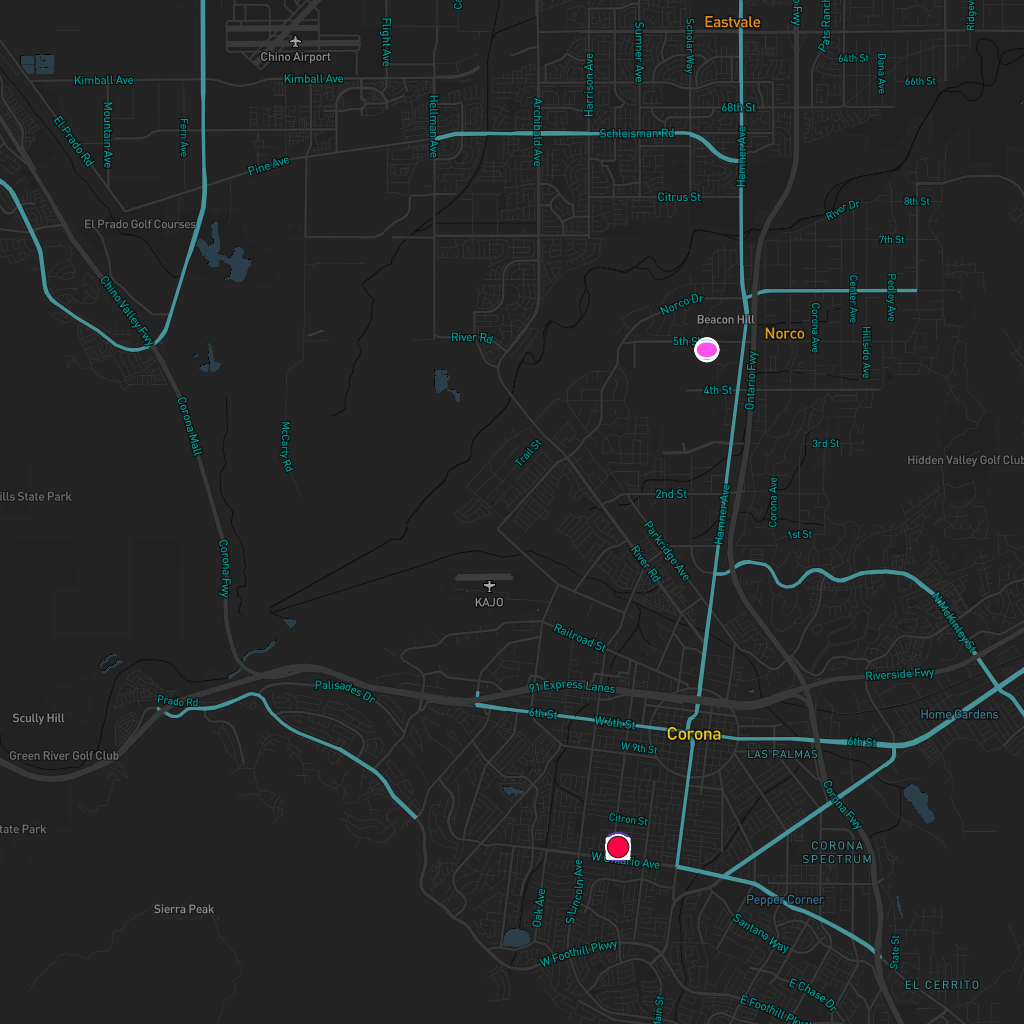 Eastvale
Chino Airport
Flight Ave
Kimball Ave
Kimball Ave
Mountain Ave
El Prado Rd
Fern Ave
Pine Ave
Hellman Ave
Archibald Ave
Harrison Ave
Sumner Ave
Scholar Way
64th St
Dana Ave
66th St
68th St
Schleisman Rd
Hamner Ave
Citrus St
River Dr
8th St
7th St
El Prado Golf Courses
Chino Valley Fwy
Norco Dr
Beacon Hill
Norco
Corona Ave
Center Ave
Pedley Ave
Hillside Ave
River Rd
5th St
4th St
Ontario Fwy
Corona Mall
McCarty Rd
Trail St
3rd St
Hidden Valley Golf Club
ills State Park
2nd St
Corona Ave
Hamner Ave
1st St
Parkridge Ave
River Rd
Corona Fwy
KAJO
N McKinley St
Railroad St
Riverside Fwy
91 Express Lanes
Palisades Dr
Prado Rd
Scully Hill
6th St
W 6th St
Corona
W 9th St
6th St
Home Gardens
LAS PALMAS
Green River Golf Club
Corona Fwy
Citron St
tate Park
W Ontario Ave
CORONA
SPECTRUM
Sierra Peak
Oak Ave
S Lincoln Ave
Pepper Corner
Santana Way
State St
W Foothill Pkwy
E Chase Dr
EL CERRITO
E Foothill Pkwy